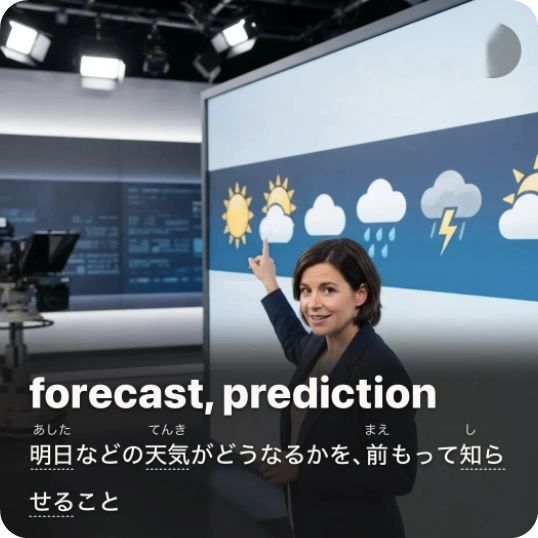 forecast, prediction
あした てんき まえ し
明日などの天気がどうなるかを、前もって知ら
せること